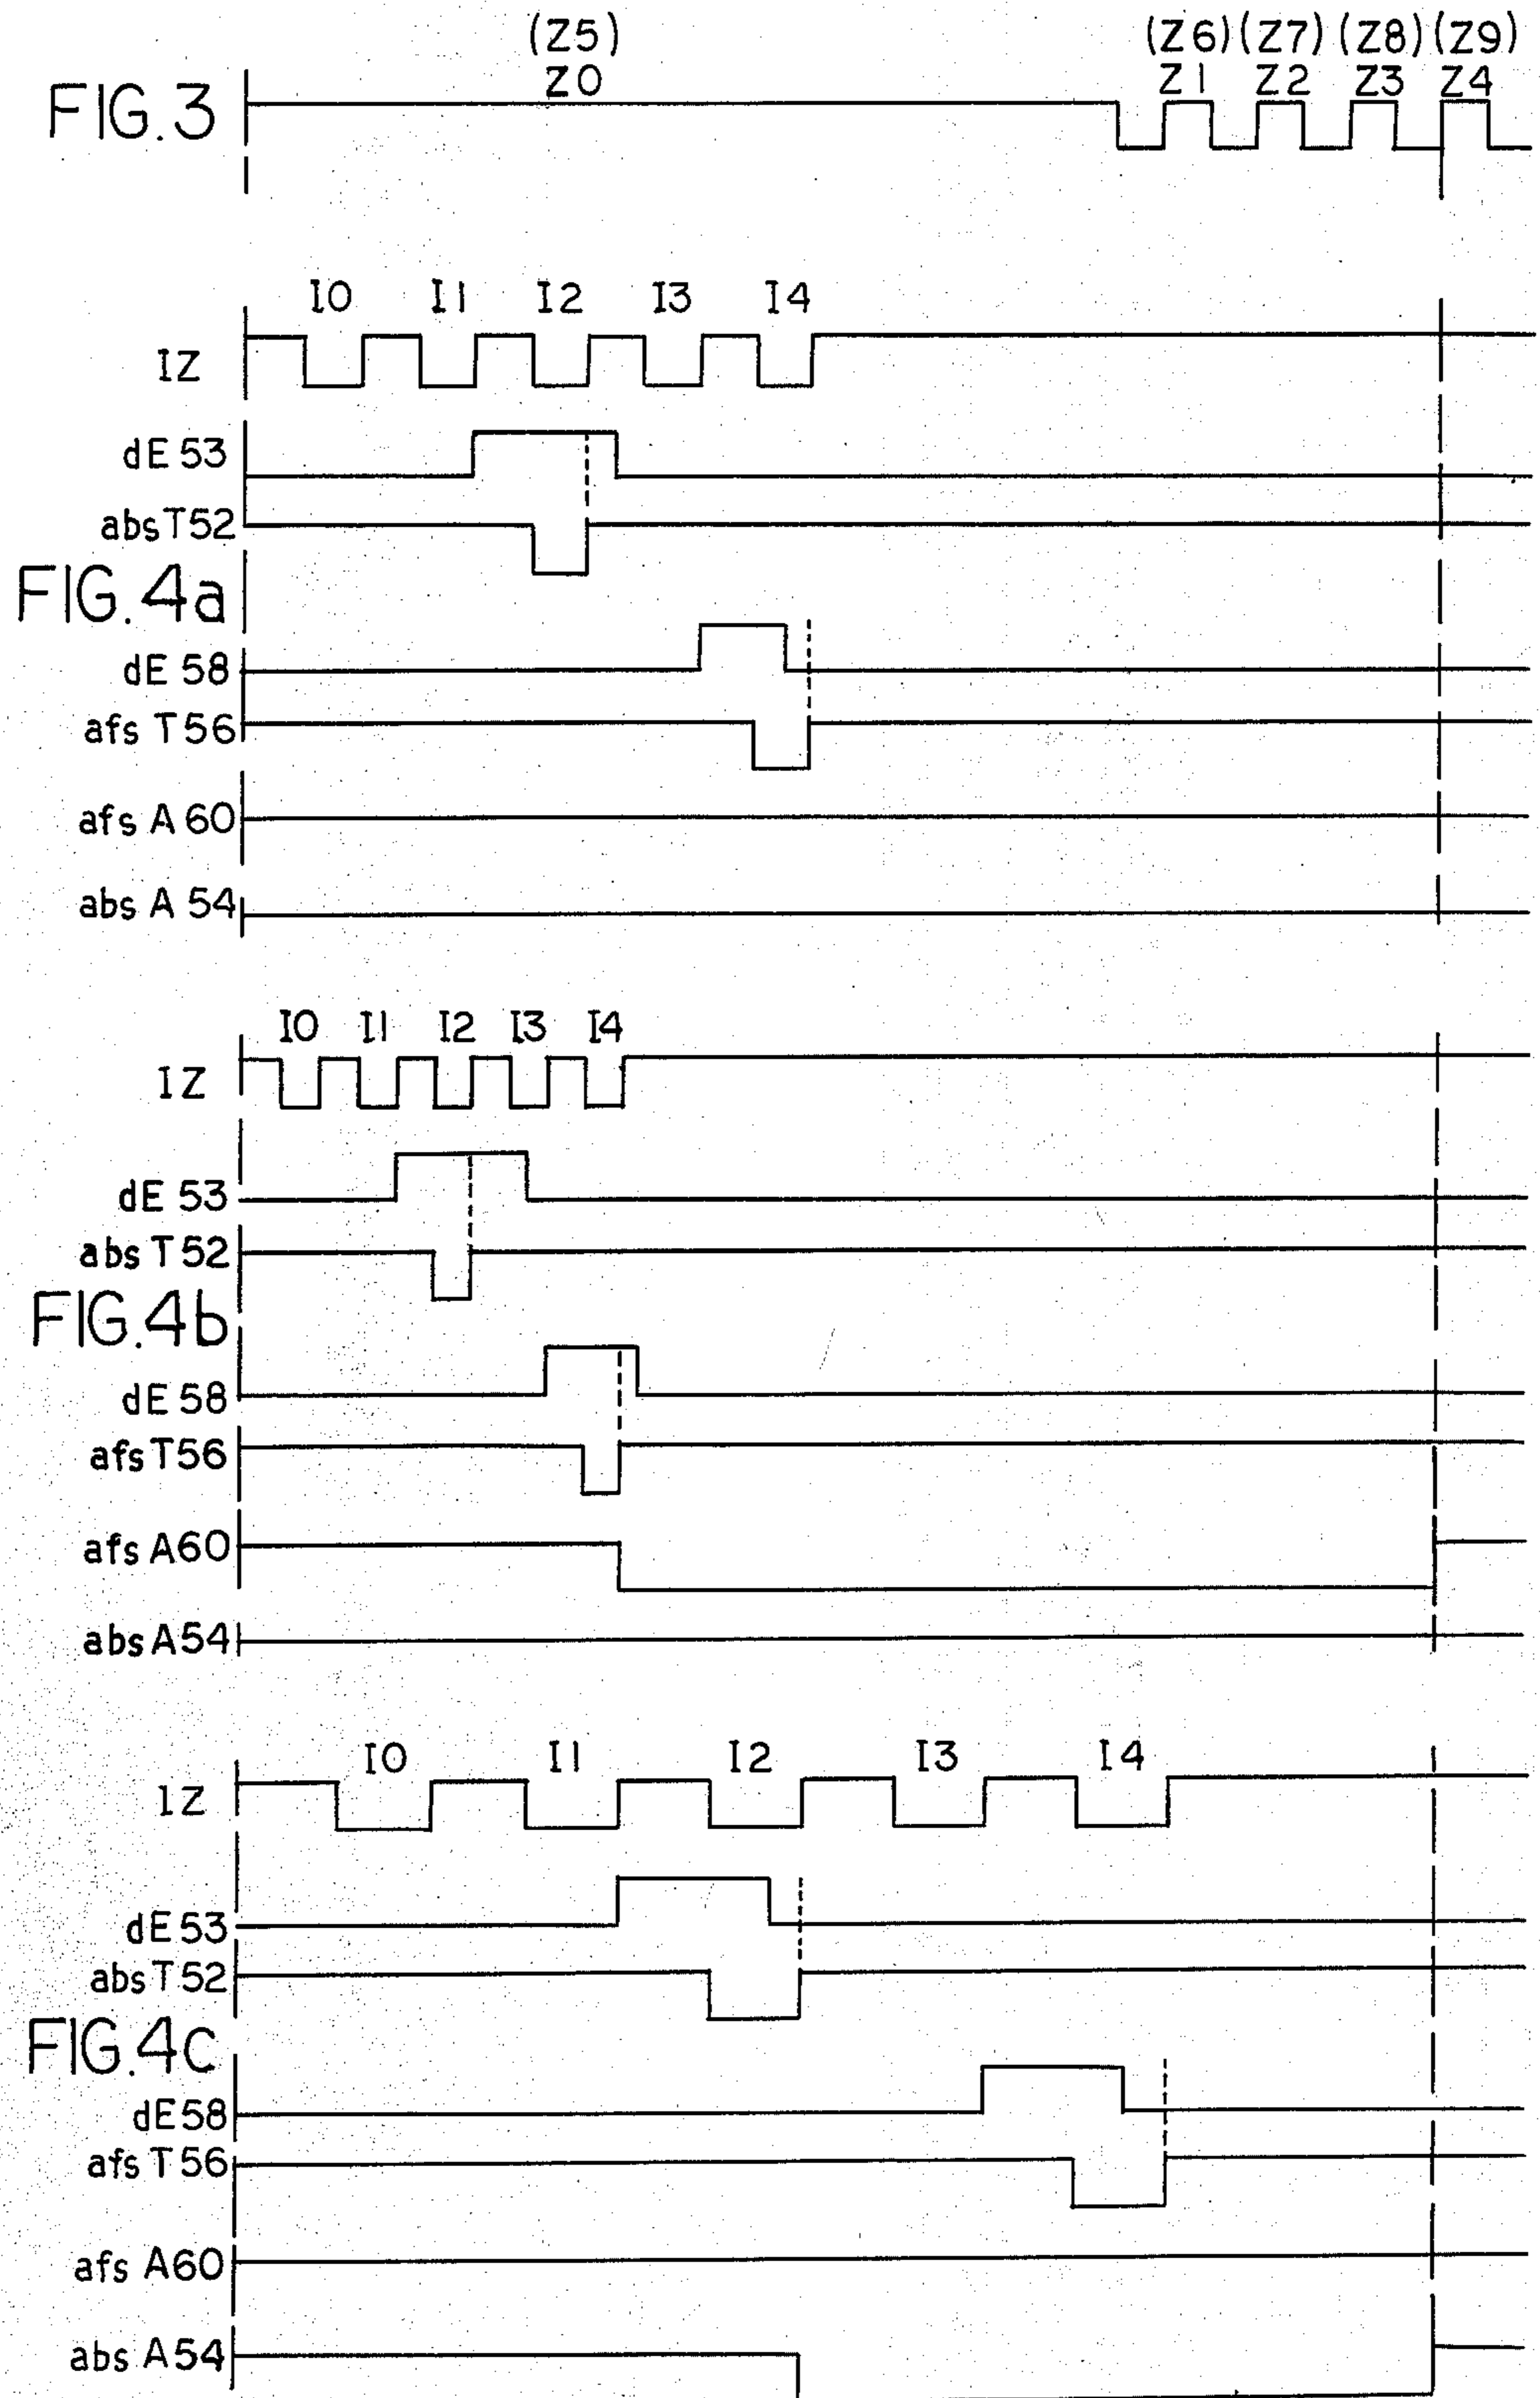 (Z5) (Z6) (Z7) (Z8) (Z9)
FIG.3 Z0 Z1 Z2 Z3 Z4
I0 I1 I2 I3 I4
IZ
dE 53
abs T52
FIG.4a
dE 58
afs T56
afs A60
abs A 54
I0 I1 I2 I3 I4
IZ
dE 53
abs T52
FIG.4b
dE 58
afs T56
afs A60
abs A54
I0 I1 I2 I3 I4
IZ
dE53
abs T52
FIG.4c
dE58
afs T56
afs A60
abs A54